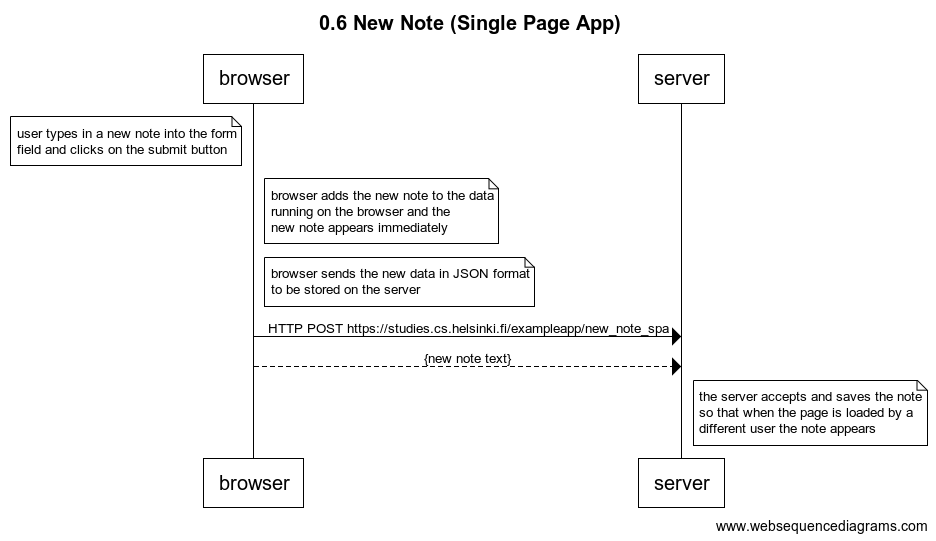 0.6 New Note (Single Page App)
browser
server
user types in a new note into the form
field and clicks on the submit button
browser adds the new note to the data
running on the browser and the
new note appears immediately
browser sends the new data in JSON format
to be stored on the server
HTTP POST https://studies.cs.helsinki.fi/exampleapp/new_note_spa
{new note text}
the server accepts and saves the note
so that when the page is loaded by a
different user the note appears
browser
server
www.websequencediagrams.com